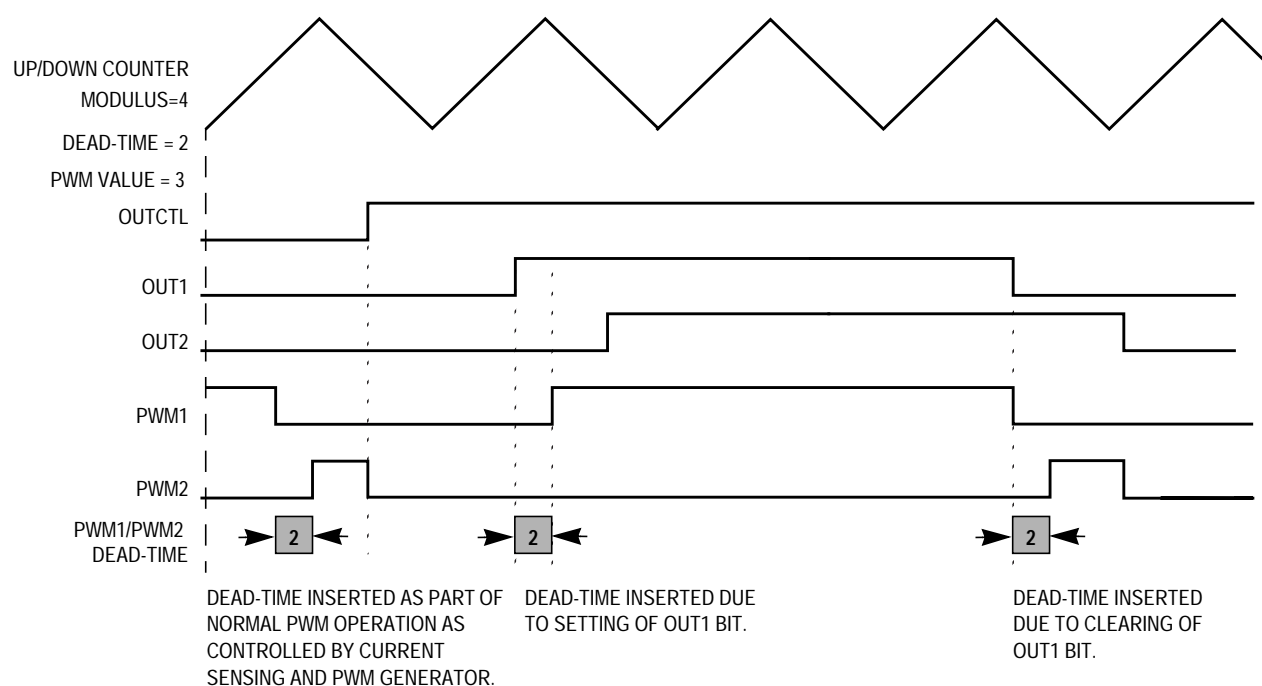 UP/DOWN COUNTER
MODULUS=4
DEAD-TIME = 2
PWM VALUE = 3
OUTCTL
OUT1
OUT2
PWM1
PWM2
PWM1/PWM2
DEAD-TIME
2
2
2
DEAD-TIME INSERTED AS PART OF
NORMAL PWM OPERATION AS
CONTROLLED BY CURRENT
SENSING AND PWM GENERATOR.
DEAD-TIME INSERTED DUE
TO SETTING OF OUT1 BIT.
DEAD-TIME INSERTED
DUE TO CLEARING OF
OUT1 BIT.